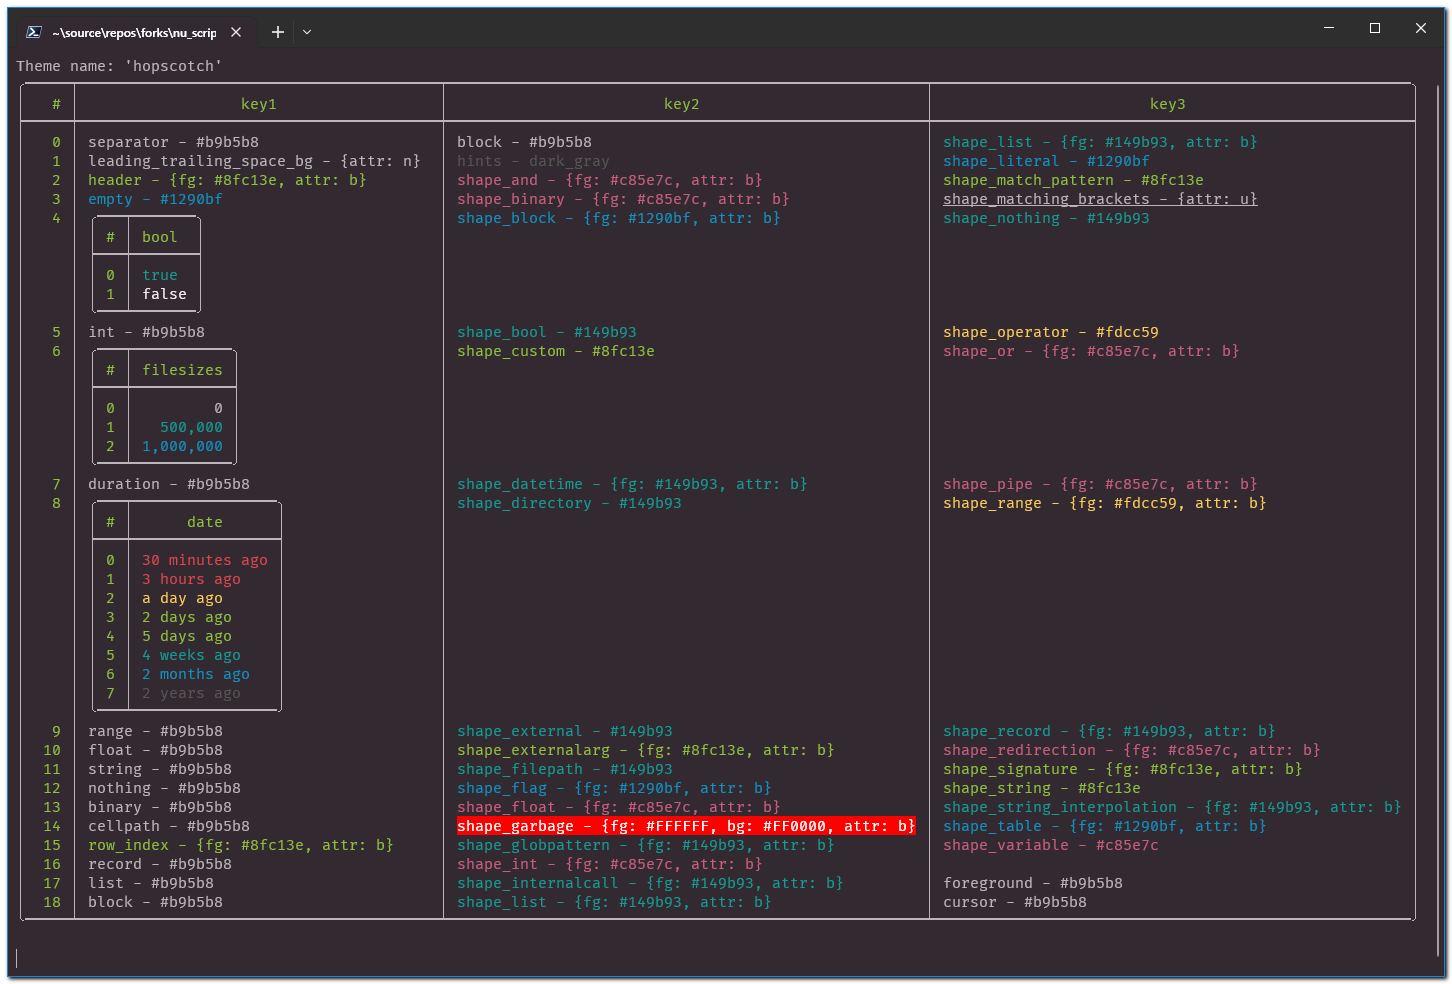 ~\source\repos\forks\nu_scrip
Theme name: 'hopscotch'
# key1 key2 key3
0 separator - #b9b5b8 block - #b9b5b8 shape_list - {fg: #149b93, attr: b}
1 leading_trailing_space_bg - {attr: n} hints - dark_gray shape_literal - #1290bf
2 header - {fg: #8fc13e, attr: b} shape_and - {fg: #c85e7c, attr: b} shape_match_pattern - #8fc13e
3 empty - #1290bf shape_binary - {fg: #c85e7c, attr: b} shape_matching_brackets - {attr: u}
4 shape_block - {fg: #1290bf, attr: b} shape_nothing - #149b93
# bool
0 true
1 false
5 int - #b9b5b8 shape_bool - #149b93 shape_operator - #fdcc59
6 shape_custom - #8fc13e shape_or - {fg: #c85e7c, attr: b}
# filesizes
0 0
1 500,000
2 1,000,000
7 duration - #b9b5b8 shape_datetime - {fg: #149b93, attr: b} shape_pipe - {fg: #c85e7c, attr: b}
8 shape_directory - #149b93 shape_range - {fg: #fdcc59, attr: b}
# date
0 30 minutes ago
1 3 hours ago
2 a day ago
3 2 days ago
4 5 days ago
5 4 weeks ago
6 2 months ago
7 2 years ago
9 range - #b9b5b8 shape_external - #149b93 shape_record - {fg: #149b93, attr: b}
10 float - #b9b5b8 shape_externalarg - {fg: #8fc13e, attr: b} shape_redirection - {fg: #c85e7c, attr: b}
11 string - #b9b5b8 shape_filepath - #149b93 shape_signature - {fg: #8fc13e, attr: b}
12 nothing - #b9b5b8 shape_flag - {fg: #1290bf, attr: b} shape_string - #8fc13e
13 binary - #b9b5b8 shape_float - {fg: #c85e7c, attr: b} shape_string_interpolation - {fg: #149b93, attr: b}
14 cellpath - #b9b5b8 shape_garbage - {fg: #FFFFFF, bg: #FF0000, attr: b} shape_table - {fg: #1290bf, attr: b}
15 row_index - {fg: #8fc13e, attr: b} shape_globpattern - {fg: #149b93, attr: b} shape_variable - #c85e7c
16 record - #b9b5b8 shape_int - {fg: #c85e7c, attr: b}
17 list - #b9b5b8 shape_internalcall - {fg: #149b93, attr: b} foreground - #b9b5b8
18 block - #b9b5b8 shape_list - {fg: #149b93, attr: b} cursor - #b9b5b8